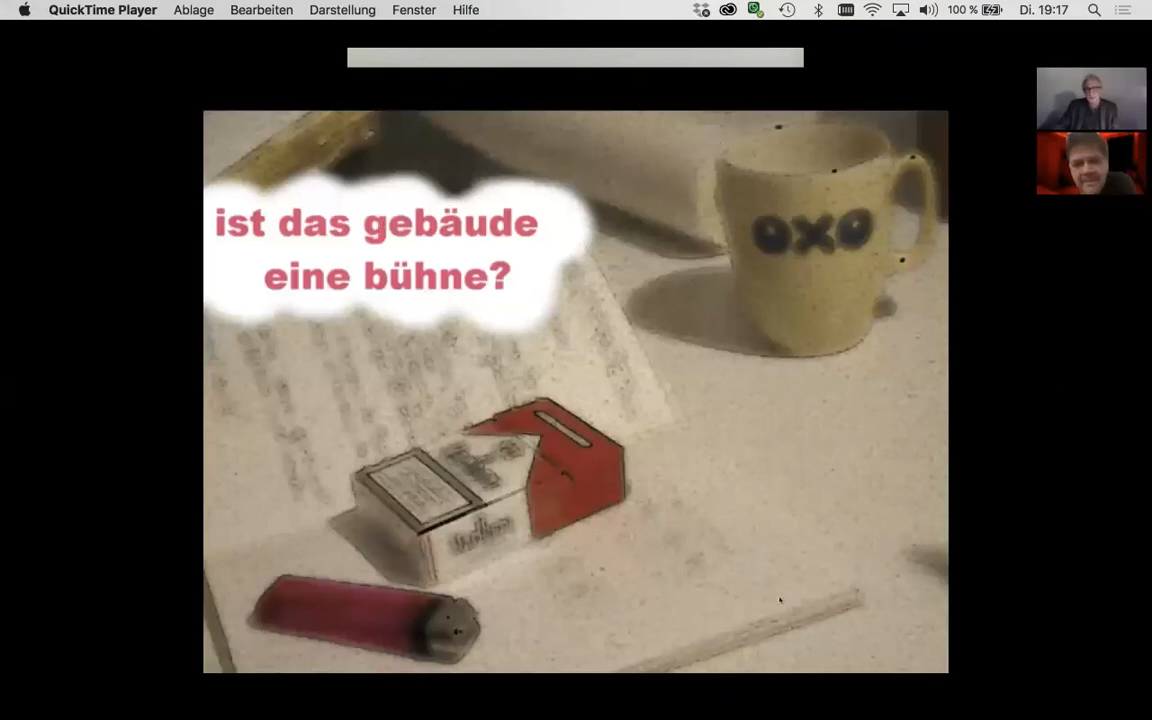 QuickTime Player Ablage Bearbeiten Darstellung Fenster Hilfe 100 % Di. 19:17
ist das gebäude
eine bühne?
OXO